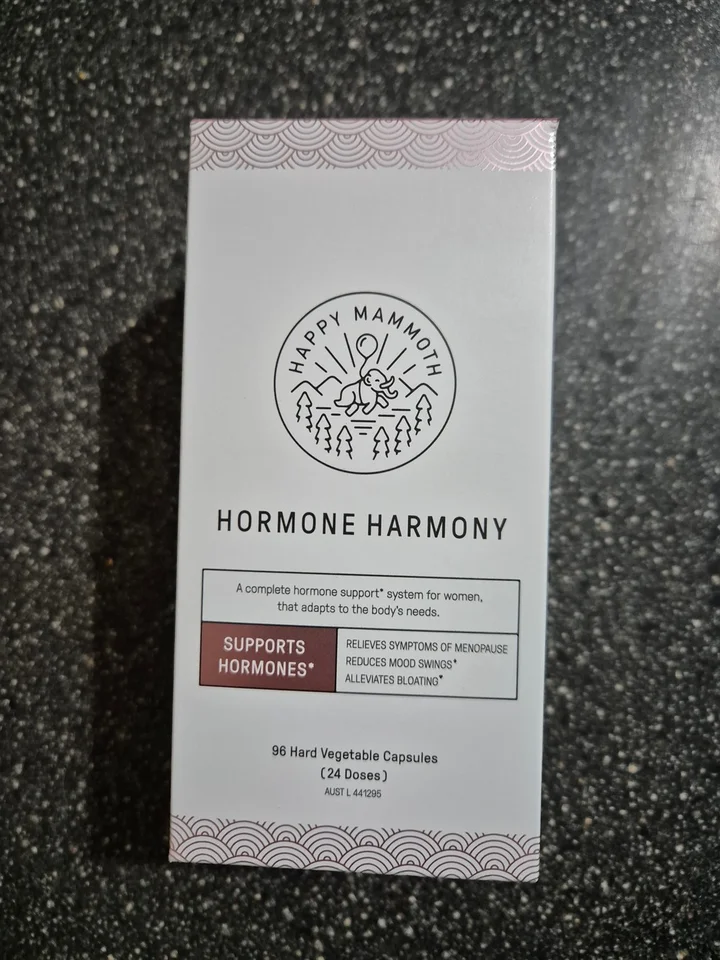 HAPPY MAMMOTH
HORMONE HARMONY
A complete hormone support* system for women,
that adapts to the body's needs.
SUPPORTS
HORMONES*
RELIEVES SYMPTOMS OF MENOPAUSE
REDUCES MOOD SWINGS*
ALLEVIATES BLOATING*
96 Hard Vegetable Capsules
(24 Doses)
AUST L 441295